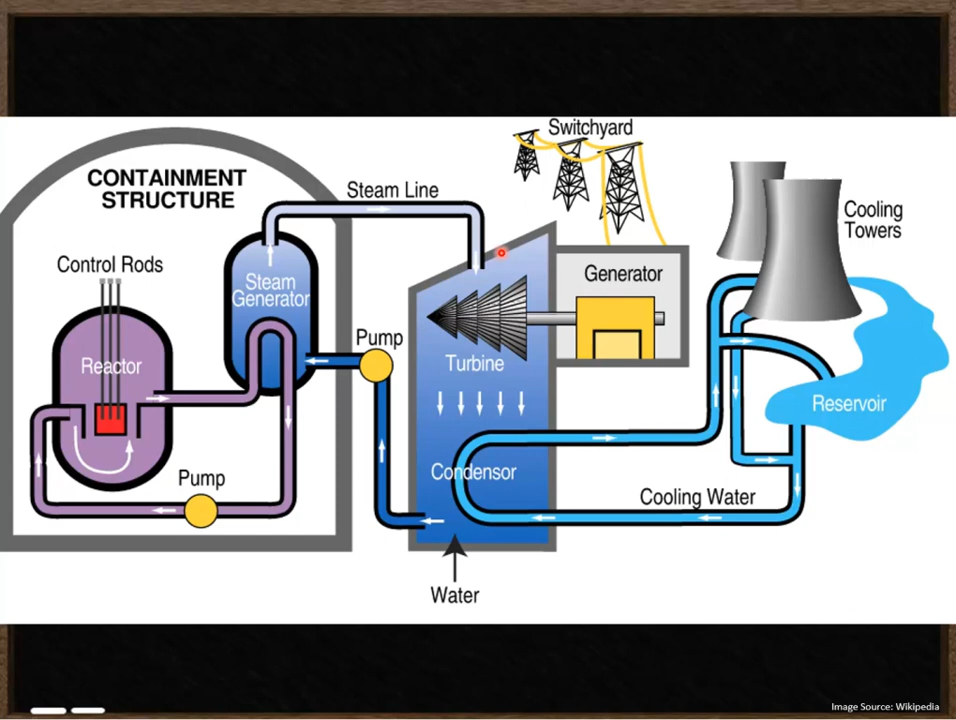 Switchyard
CONTAINMENT
STRUCTURE
Steam Line
Cooling
Towers
Control Rods
Steam
Generator
Generator
Pump
Reactor
Turbine
Reservoir
Condensor
Pump
Cooling Water
Water
Image Source: Wikipedia